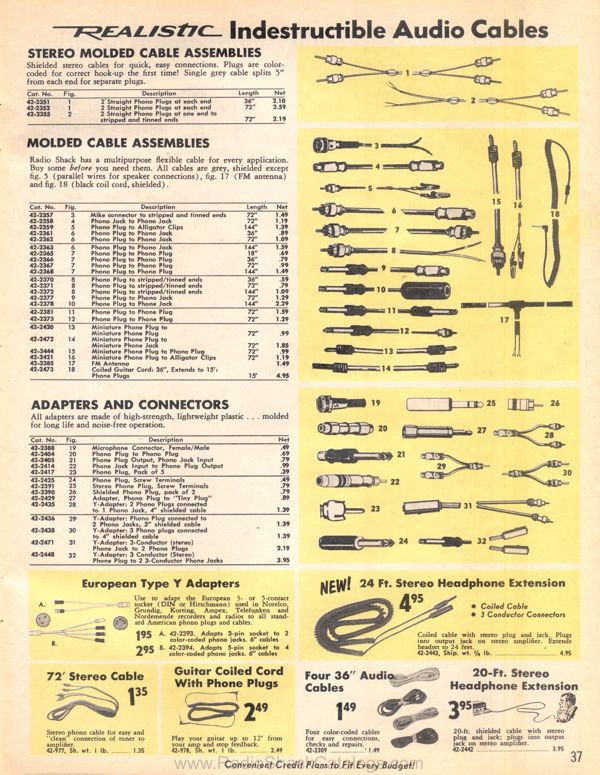 REALISTIC Indestructible Audio Cables
STEREO MOLDED CABLE ASSEMBLIES
Shielded stereo cables for quick, easy connections. Plugs are color-
coded for correct hook-up the first time! Single grey cable splits 5"
from each end for separate plugs.
Cat. No. Fig. Description Length Net
42-2351 1 2 Straight Phono Plugs at each end 36" 2.10
42-2352 1 2 Straight Phono Plugs at each end 72" 2.59
42-2355 2 2 Straight Phono Plugs at one end to
stripped and tinned ends 72" 2.19
1
2
MOLDED CABLE ASSEMBLIES
Radio Shack has a multipurpose flexible cable for every application.
Buy some before you need them. All cables are grey, shielded except
fig. 5 (parallel wires for speaker connections), fig. 17 (FM antenna)
and fig. 18 (black coil cord, shielded).
Cat. No. Fig. Description Length Net
42-2357 3 Mike connector to stripped and tinned ends 72" 1.49
42-2358 4 Phono Jack to Phono Jack 72" 1.19
42-2359 5 Phono Plug to Alligator Clips 144" 1.39
42-2361 6 Phono Plug to Phono Jack 36" .89
42-2362 6 Phono Plug to Phono Jack 72" 1.09
42-2363 6 Phono Plug to Phono Jack 144" 1.59
42-2365 7 Phono Plug to Phono Plug 18" .69
42-2366 7 Phono Plug to Phono Plug 36" .79
42-2367 7 Phono Plug to Phono Plug 72" .99
42-2368 7 Phono Plug to Phono Plug 144" 1.49
42-2370 8 Phono Plug to stripped/tinned ends 36" .59
42-2371 8 Phono Plug to stripped/tinned ends 72" .79
42-2372 8 Phono Plug to stripped/tinned ends 144" 1.09
42-2377 9 Phone Plug to Phono Jack 72" 1.29
42-2378 10 Phone Plug to Phone Jack 144" 2.29
42-2381 11 Phone Plug to Phone Plug 72" 1.59
42-2373 12 Phono Plug to Phone Plug 72" 1.29
42-2420 13 Miniature Phone Plug to
Miniature Phone Plug 72" .99
42-2472 14 Miniature Phone Plug to
Miniature Phone Jack 72" 1.85
42-2444 15 Miniature Phone Plug to Phono Plug 72" .99
42-2421 16 Miniature Phone Plug to Alligator Clips 72" 1.19
42-2385 17 FM Antenna 1.49
42-2473 18 Coiled Guitar Cord: 36", Extends to 15':
Phone Plugs 15' 4.95
3
4
5
6
7
8
9
10
11
12
13
14
15
16
17
18
ADAPTERS AND CONNECTORS
All adapters are made of high-strength, lightweight plastic . . . molded
for long life and noise-free operation.
Cat. No. Fig. Description Net
42-2388 19 Microphone Connector, Female/Male .49
42-2404 20 Phono Plug to Phono Plug .69
42-2405 21 Phone Plug Output, Phono Jack Input .79
42-2414 22 Phone Jack Input to Phono Plug Output .99
42-2417 23 Phono Plug, Pack of 5 .39
42-2425 24 Phone Plug, Screw Terminals .49
42-2391 25 Stereo Phone Plug, Screw Terminals .79
42-2390 26 Shielded Phono Plug, pack of 2 .79
42-2429 27 Adapter, Phono Plug to "Tiny Plug" .89
42-2435 28 Y-Adapter: 2 Phono Plugs connected
to 1 Phono Jack, 4" shielded cable 1.39
42-2436 29 Y-Adapter: Phono Plug connected to
2 Phono Jacks, 3" shielded cable 1.39
42-2438 30 Y-Adapter: 3 Phono plugs connected
to 4" shielded cable 1.39
42-2471 31 Y-Adapter: 3-Conductor (stereo)
Phone Jack to 2 Phono Plugs 2.19
42-2448 32 Y-Adapter: 3 Conductor (Stereo)
Phone Plug to 2 3-Conductor Phone Jacks 3.95
19
20
21
22
23
24
25
26
27
28
29
30
31
32
European Type Y Adapters
A.
B.
Use to adapt the European 3- or 5-contact
socket (DIN or Hirschmann) used in Norelco,
Grundig, Korting, Ampex, Telefunken and
Nordemende recorders and radios to all stand-
ard American phono plugs and cables.
1 95 A. 42-2393. Adapts 3-pin socket to 2
color-coded phono jacks. 6" cables
2 95 B. 42-2394. Adapts 5-pin socket to 4
color-coded phono jacks. 6" cables
NEW! 24 Ft. Stereo Headphone Extension
4 95
• Coiled Cable
• 3 Conductor Connectors
Coiled cable with stereo plug and jack. Plugs
into output jack on stereo amplifier. Extends
headset to 24 feet.
42-2443, Ship. wt. ¾ lb. 4.95
72' Stereo Cable
1 35
Stereo phono cable for easy and
"clean" connection of tuner to
amplifier.
42-977, Sh. wt. 1 lb. 1.35
Guitar Coiled Cord
With Phone Plugs
2 49
Play your guitar up to 12' from
your amp and stop feedback.
42-978, Sh. wt. 1 lb. 2.49
Four 36" Audio
Cables
1 49
Four color-coded cables
for easy connections,
checks and repairs.
42-2309 1.49
20-Ft. Stereo
Headphone Extension
3 95
20-ft. shielded cable with stereo
plug and jack; plugs into output
jack on stereo amplifier.
42-2442 3.95
www.RadioShackCatalogs.com
Convenient Credit Plans to Fit Every Budget!
37